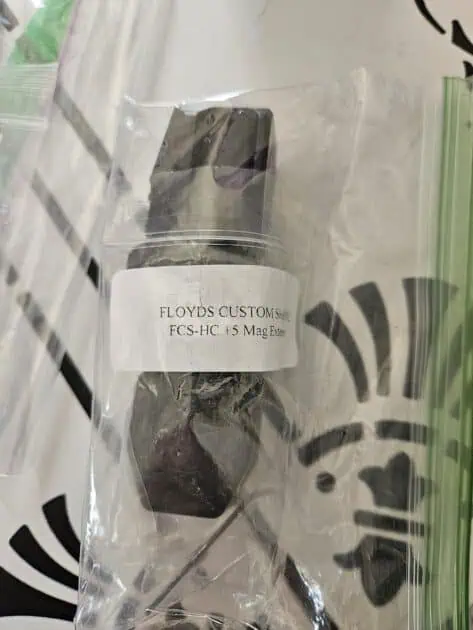 FLOYDS CUSTOM
FCS-HC +5 Mag